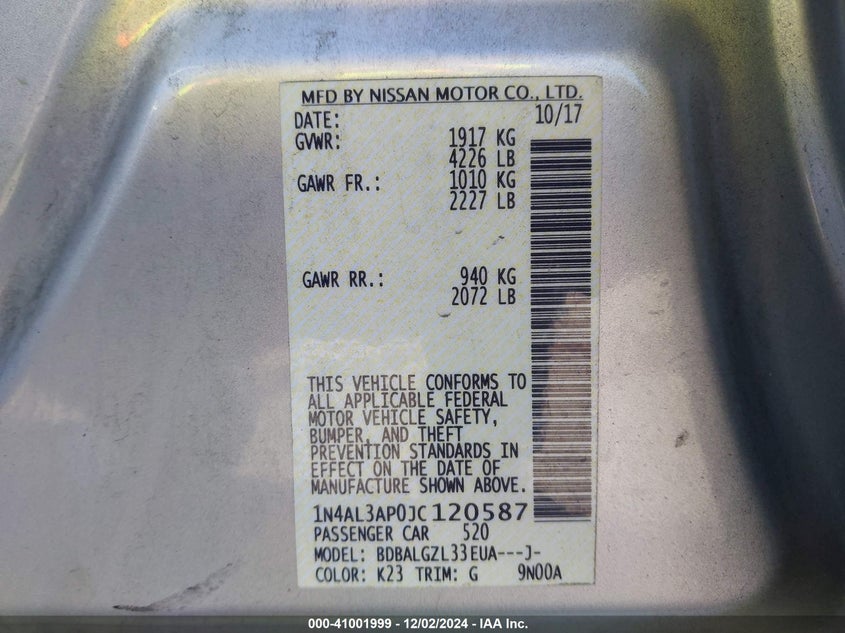 MFD BY NISSAN MOTOR CO., LTD.
DATE: 10/17
GVWR: 1917 KG
4226 LB
GAWR FR.: 1010 KG
2227 LB
GAWR RR.: 940 KG
2072 LB
THIS VEHICLE CONFORMS TO
ALL APPLICABLE FEDERAL
MOTOR VEHICLE SAFETY,
BUMPER, AND THEFT
PREVENTION STANDARDS IN
EFFECT ON THE DATE OF
MANUFACTURE SHOWN ABOVE.
1N4AL3AP0JC120587
PASSENGER CAR 520
MODEL: BDBALGZL33EUA---J-
COLOR: K23 TRIM: G 9N00A
000-41001999 - 12/02/2024 - IAA Inc.